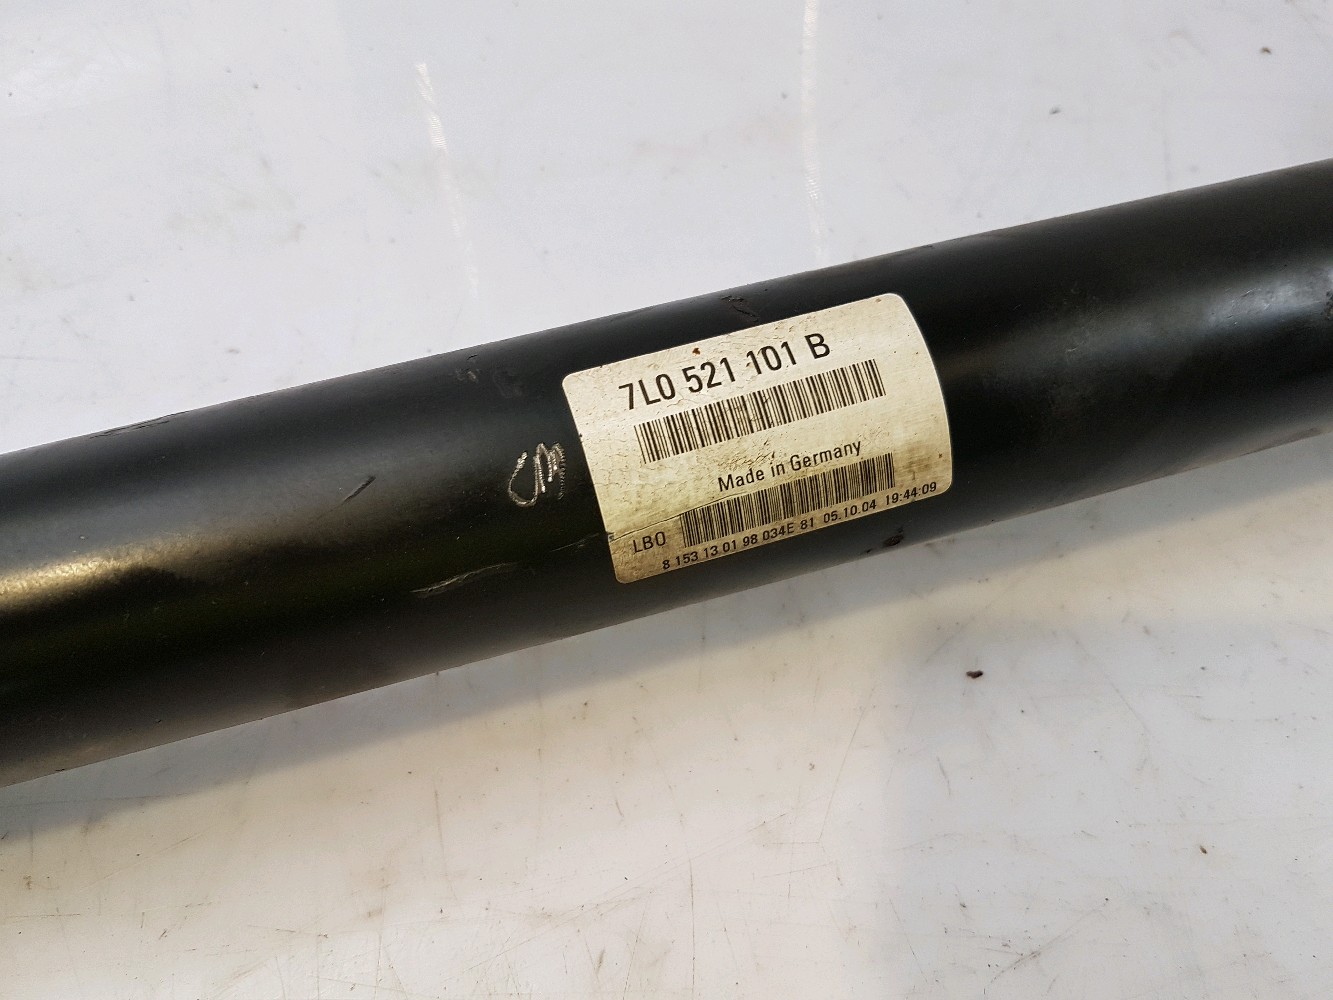 7L0 521 101 B
Made in Germany
LBO
8 153 13 01 98 034E 81 05.10.04 19:44:09